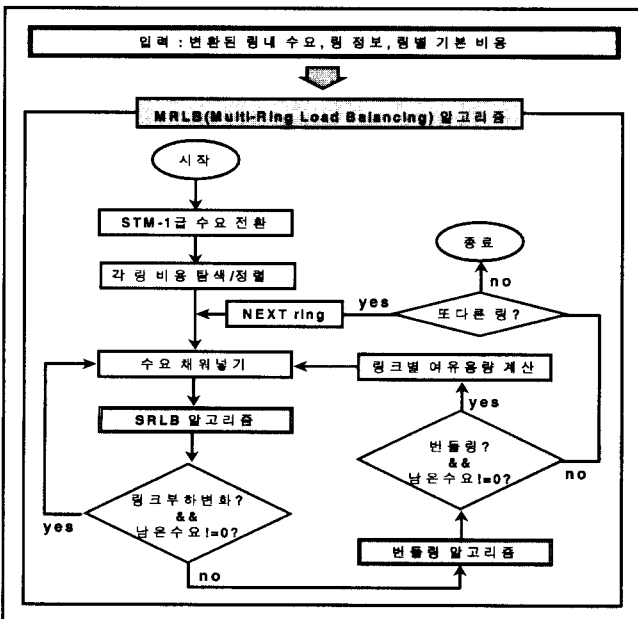 입력 : 변환된 링내 수요, 링 정보, 링별 기본 비용
MRLB(Multi-Ring Load Balancing) 알고리즘
시작
STM-1급 수요 전환
각 링 비용 탐색/정렬
종료
no
NEXT ring
yes
또다른 링?
수요 채워넣기
링크별 여유용량 계산
SRLB 알고리즘
yes
번들링?
&&
남은수요!=0?
no
링크부하변화?
&&
남은수요!=0?
yes
no
번들링 알고리즘